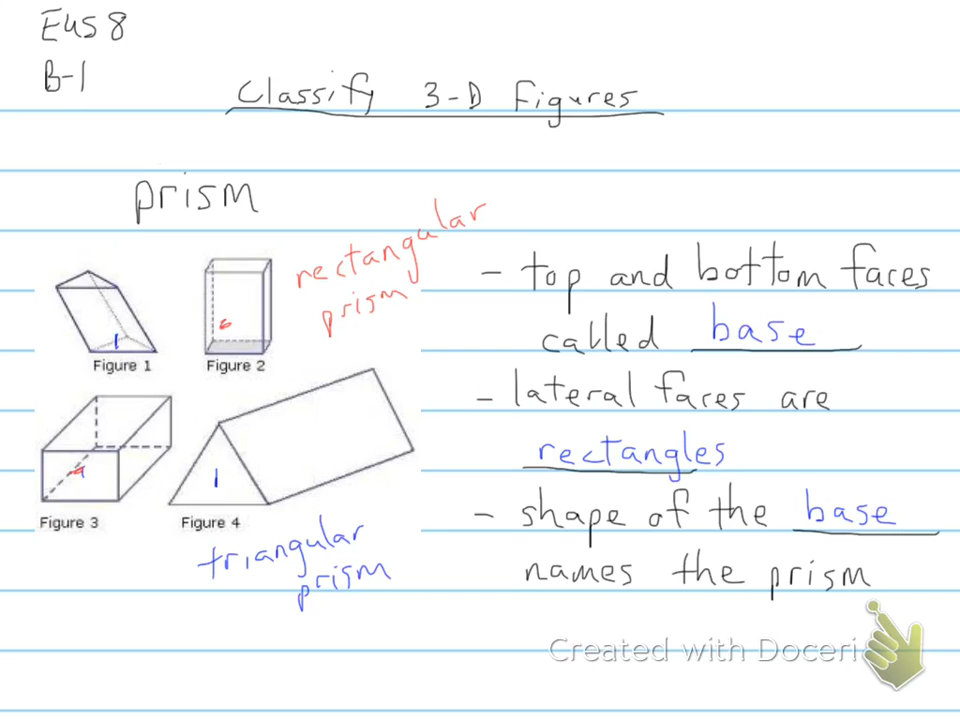 E45 8
B-1
Classify 3-D Figures
prism
rectangular
prism
Figure 1
Figure 2
Figure 3
Figure 4
triangular
prism
- top and bottom faces
called base
- lateral faces are
rectangles
- shape of the base
names the prism
Created with Doceri